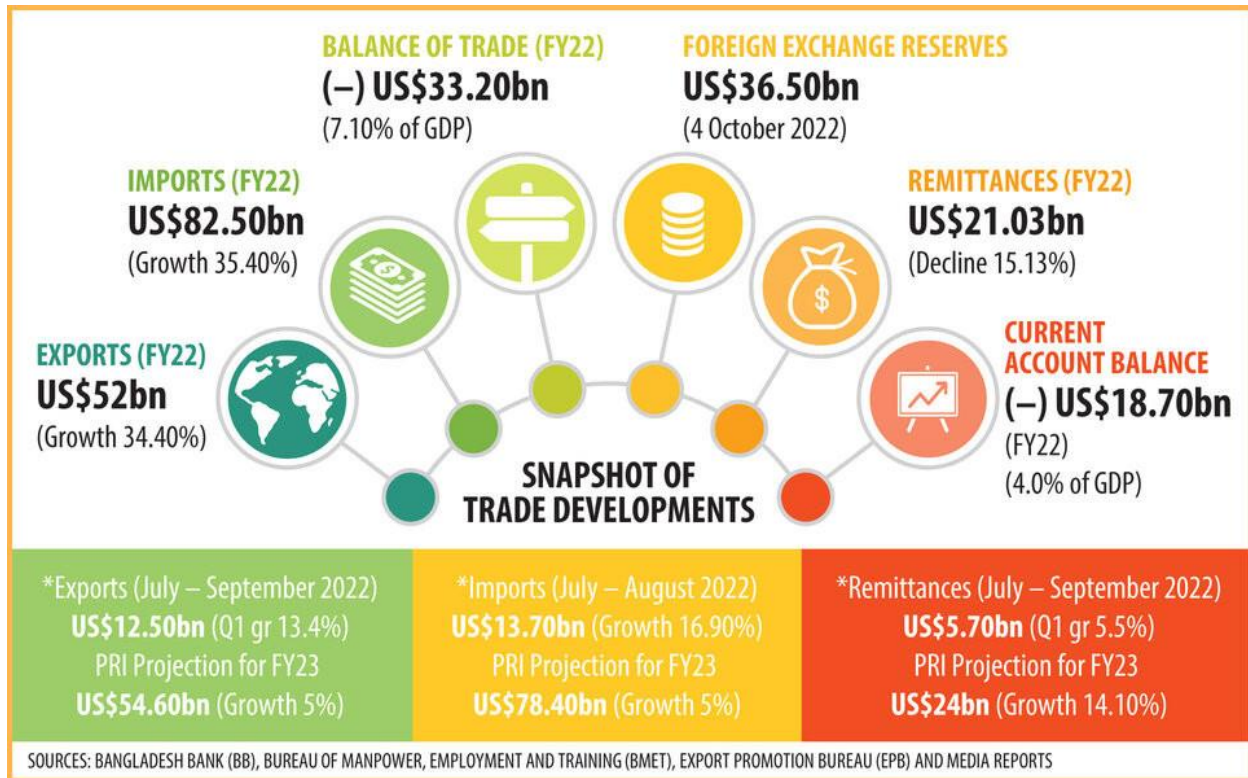 BALANCE OF TRADE (FY22)
(–) US$33.20bn
(7.10% of GDP)
FOREIGN EXCHANGE RESERVES
US$36.50bn
(4 October 2022)
IMPORTS (FY22)
US$82.50bn
(Growth 35.40%)
REMITTANCES (FY22)
US$21.03bn
(Decline 15.13%)
EXPORTS (FY22)
US$52bn
(Growth 34.40%)
CURRENT
ACCOUNT BALANCE
(–) US$18.70bn
(FY22)
(4.0% of GDP)
$
SNAPSHOT OF
TRADE DEVELOPMENTS
*Exports (July – September 2022)
US$12.50bn (Q1 gr 13.4%)
PRI Projection for FY23
US$54.60bn (Growth 5%)
*Imports (July – August 2022)
US$13.70bn (Growth 16.90%)
PRI Projection for FY23
US$78.40bn (Growth 5%)
*Remittances (July – September 2022)
US$5.70bn (Q1 gr 5.5%)
PRI Projection for FY23
US$24bn (Growth 14.10%)
SOURCES: BANGLADESH BANK (BB), BUREAU OF MANPOWER, EMPLOYMENT AND TRAINING (BMET), EXPORT PROMOTION BUREAU (EPB) AND MEDIA REPORTS